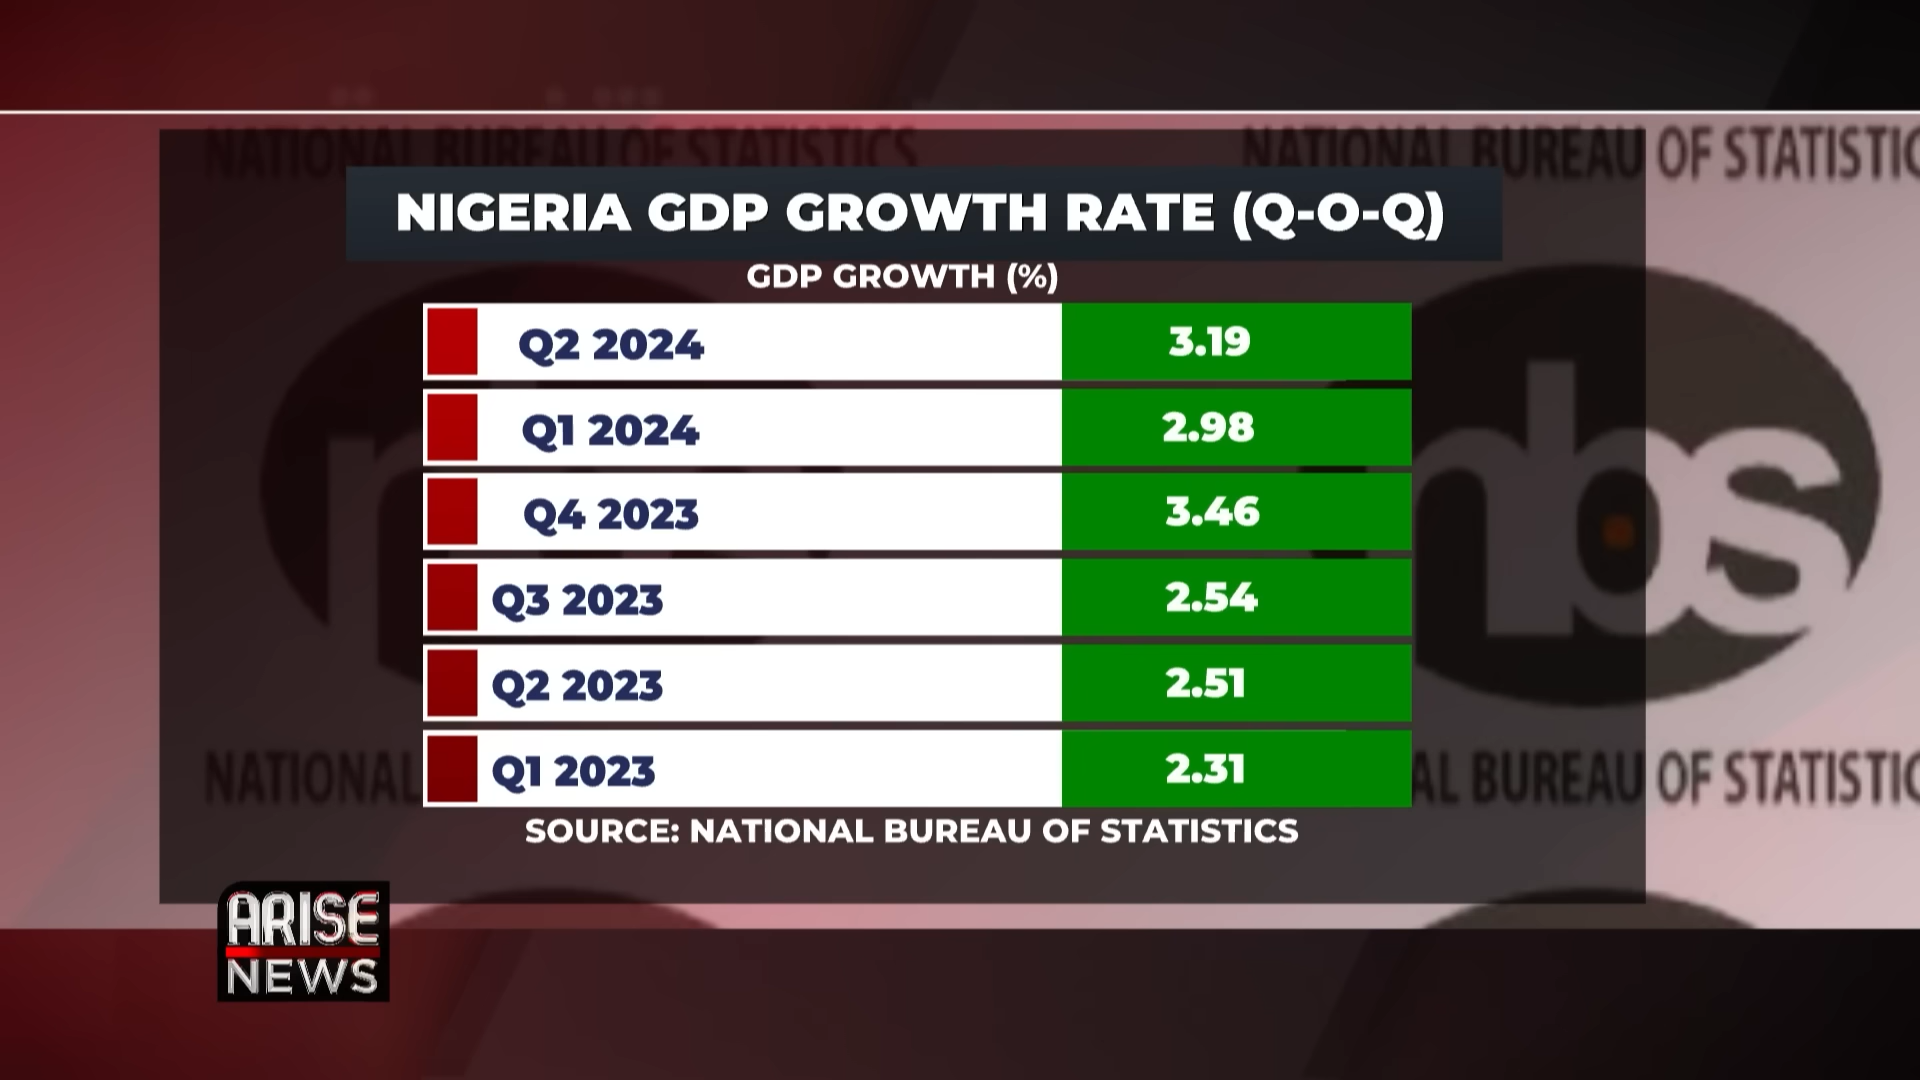 NATIONAL BUREAU OF STATISTICS
NATIONAL BUREAU OF STATISTIC
NIGERIA GDP GROWTH RATE (Q-O-Q)
GDP GROWTH (%)
Q2 2024 3.19
Q1 2024 2.98
Q4 2023 3.46
Q3 2023 2.54
Q2 2023 2.51
Q1 2023 2.31
nbs
NATIONAL
AL BUREAU OF STATISTIC
SOURCE: NATIONAL BUREAU OF STATISTICS
ARISE
NEWS